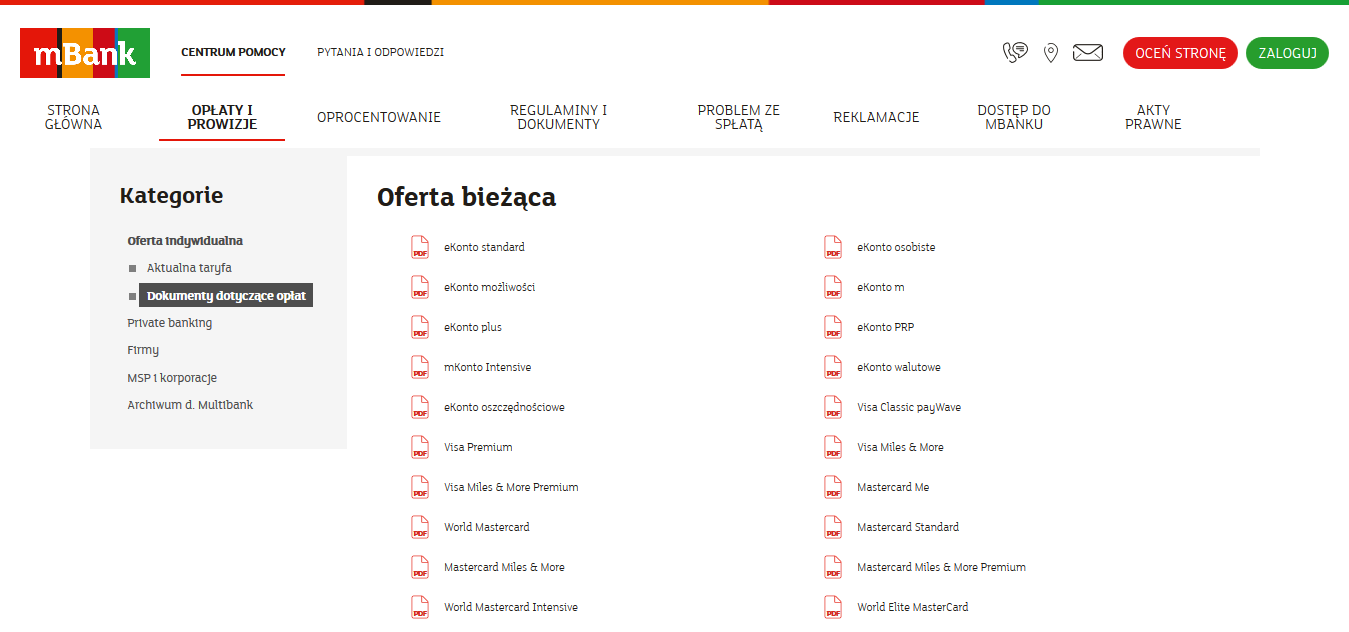 mBank
CENTRUM POMOCY
PYTANIA I ODPOWIEDZI
OCEŃ STRONĘ
ZALOGUJ
STRONA
GŁÓWNA
OPŁATY I
PROWIZJE
OPROCENTOWANIE
REGULAMINY I
DOKUMENTY
PROBLEM ZE
SPŁATĄ
REKLAMACJE
DOSTĘP DO
MBANKU
AKTY
PRAWNE
Kategorie
Oferta indywidualna
Aktualna taryfa
Dokumenty dotyczące opłat
Private banking
Firmy
MSP i korporacje
Archiwum d. Multibank
Oferta bieżąca
PDF eKonto standard
PDF eKonto osobiste
PDF eKonto możliwości
PDF eKonto m
PDF eKonto plus
PDF eKonto PRP
PDF mKonto Intensive
PDF eKonto walutowe
PDF eKonto oszczędnościowe
PDF Visa Classic payWave
PDF Visa Premium
PDF Visa Miles & More
PDF Visa Miles & More Premium
PDF Mastercard Me
PDF World Mastercard
PDF Mastercard Standard
PDF Mastercard Miles & More
PDF Mastercard Miles & More Premium
PDF World Mastercard Intensive
PDF World Elite MasterCard